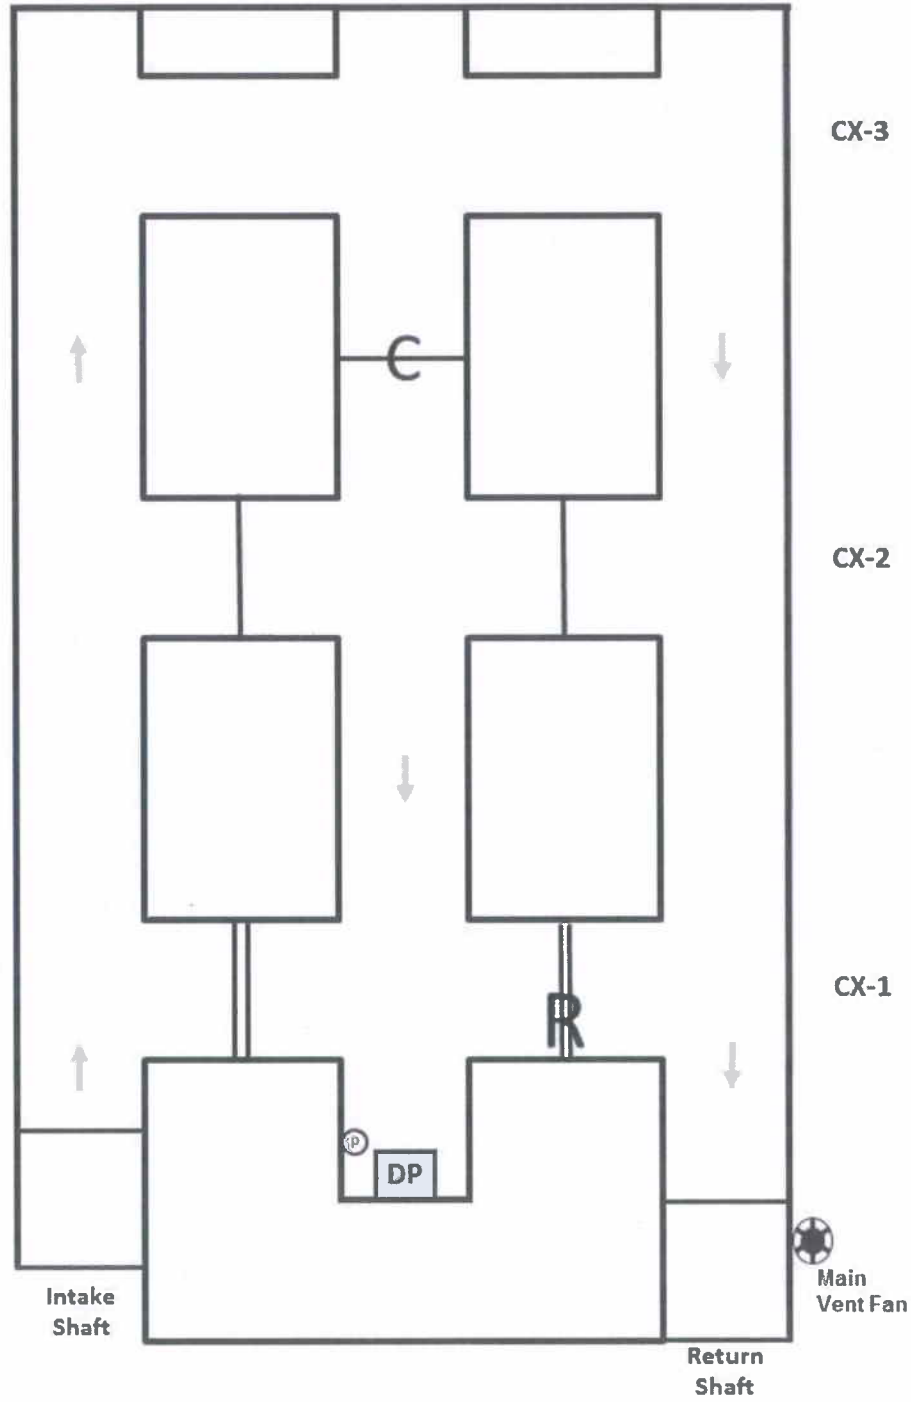 CX-3
C
CX-2
CX-1
R
P
DP
Intake
Shaft
Main
Vent Fan
Return
Shaft